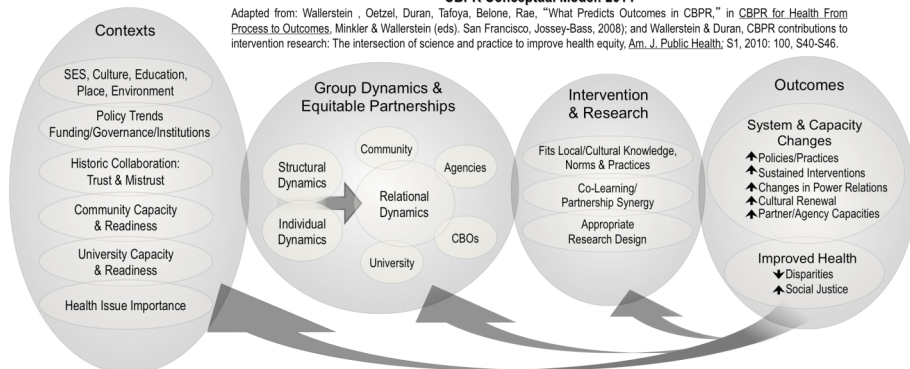 Adapted from: Wallerstein , Oetzel, Duran, Tafoya, Belone, Rae, “What Predicts Outcomes in CBPR,” in CBPR for Health From
Process to Outcomes, Minkler & Wallerstein (eds). San Francisco, Jossey-Bass, 2008); and Wallerstein & Duran, CBPR contributions to
intervention research: The intersection of science and practice to improve health equity, Am. J. Public Health; S1, 2010: 100, S40-S46.
Contexts
SES, Culture, Education,
Place, Environment
Policy Trends
Funding/Governance/Institutions
Historic Collaboration:
Trust & Mistrust
Community Capacity
& Readiness
University Capacity
& Readiness
Health Issue Importance
Group Dynamics &
Equitable Partnerships
Structural
Dynamics
Individual
Dynamics
Relational
Dynamics
Community
Agencies
CBOs
University
Intervention
& Research
Fits Local/Cultural Knowledge,
Norms & Practices
Co-Learning/
Partnership Synergy
Appropriate
Research Design
Outcomes
System & Capacity
Changes
Policies/Practices
Sustained Interventions
Changes in Power Relations
Cultural Renewal
Partner/Agency Capacities
Improved Health
Disparities
Social Justice